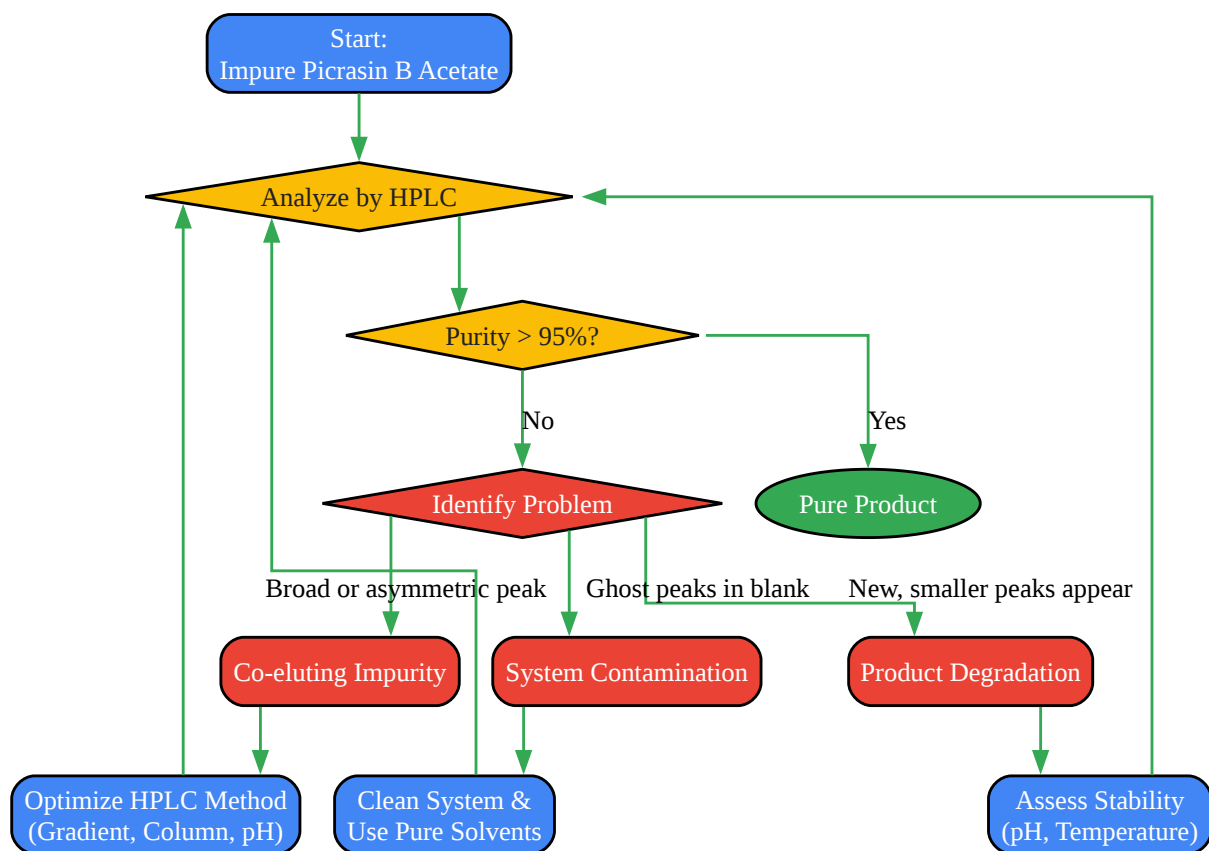 Start:
Impure Picrasin B Acetate
Analyze by HPLC
Purity > 95%?
No
Yes
Identify Problem
Pure Product
Broad or asymmetric peak
Ghost peaks in blank
New, smaller peaks appear
Co-eluting Impurity
System Contamination
Product Degradation
Optimize HPLC Method
(Gradient, Column, pH)
Clean System &
Use Pure Solvents
Assess Stability
(pH, Temperature)